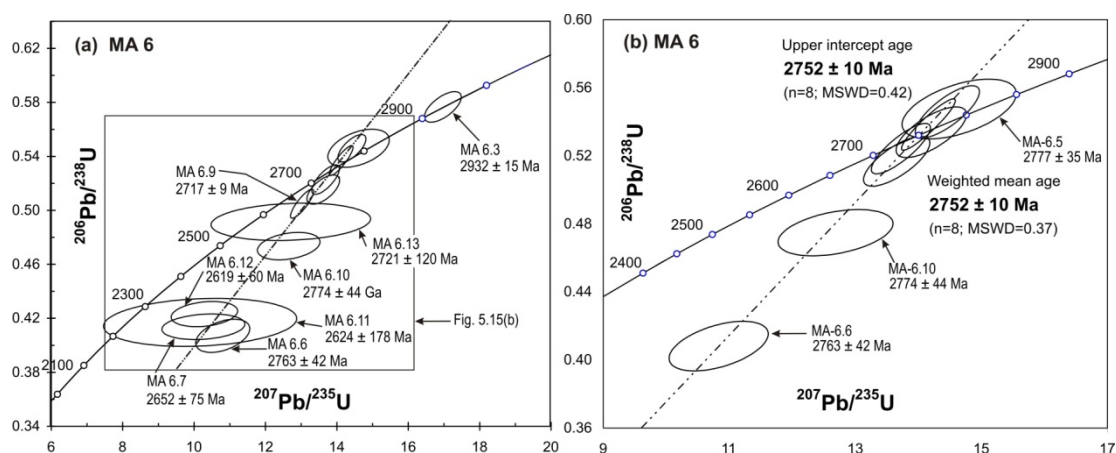 (a) MA 6
0.62
0.58
0.54
0.50
0.46
0.42
0.38
0.34
206Pb/238U
6
8
10
12
14
16
18
20
207Pb/235U
2100
2300
2500
2700
2900
MA 6.3
2932 ± 15 Ma
MA 6.9
2717 ± 9 Ma
MA 6.13
2721 ± 120 Ma
MA 6.12
2619 ± 60 Ma
MA 6.10
2774 ± 44 Ga
MA 6.11
2624 ± 178 Ma
Fig. 5.15(b)
MA 6.6
2763 ± 42 Ma
MA 6.7
2652 ± 75 Ma
(b) MA 6
0.60
0.56
0.52
0.48
0.44
0.40
0.36
206Pb/238U
9
11
13
15
17
207Pb/235U
2400
2500
2600
2700
2900
Upper intercept age
2752 ± 10 Ma
(n=8; MSWD=0.42)
MA-6.5
2777 ± 35 Ma
Weighted mean age
2752 ± 10 Ma
(n=8; MSWD=0.37)
MA-6.10
2774 ± 44 Ma
MA-6.6
2763 ± 42 Ma